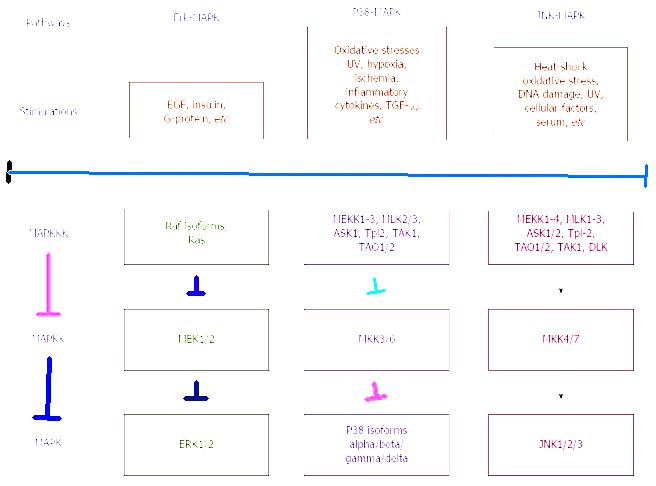 Pathways
Erk-MAPK
P38-MAPK
JNK-MAPK
Stimulations
EGF, insulin,
G-protein, etc
Oxidative stresses
UV, hypoxia,
ischemia,
inflammatory
cytokines, TGF-
etc
Heat shock
oxidative stress,
DNA damage, UV,
cellular factors,
serum, etc
MAPKKK
Raf isoforms,
Ras
MEKK1-3, MLK2/3,
ASK1, Tpl2, TAK1,
TAO1/2
MEKK1-4, MLK1-3,
ASK1/2, Tpl-2,
TAO1/2, TAK1, DLK
MAPKK
MEK1/2
MKK3/6
MKK4/7
MAPK
ERK1/2
P38 isoforms
alpha/beta/
gamma/delta
JNK1/2/3